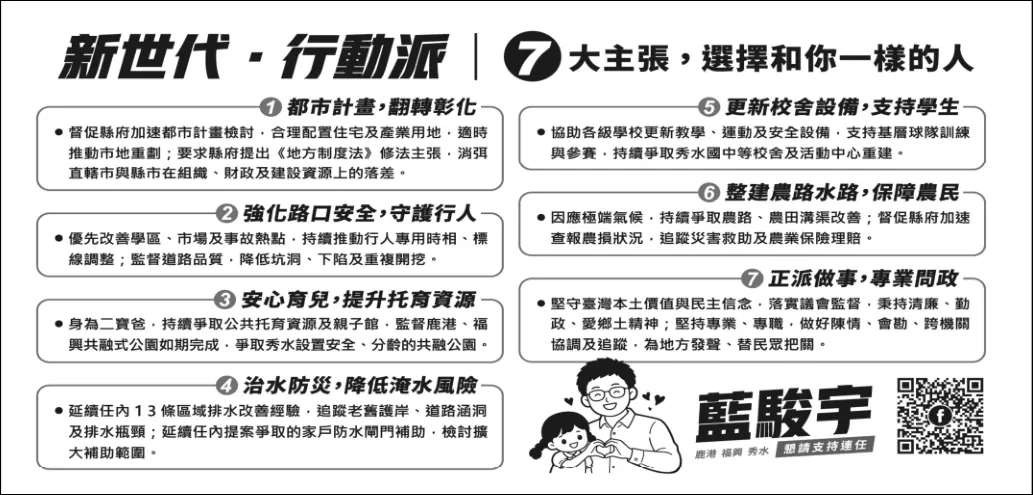 新世代・行動派｜7大主張，選擇和你一樣的人
1 都市計畫，翻轉彰化
● 督促縣府加速都市計畫檢討，合理配置住宅及產業用地，適時
推動市地重劃；要求縣府提出《地方制度法》修法主張，消弭
直轄市與縣市在組織、財政及建設資源上的落差。
2 強化路口安全，守護行人
● 優先改善學區、市場及事故熱點，持續推動行人專用時相、標
線調整；監督道路品質，降低坑洞、下陷及重複開挖。
3 安心育兒，提升托育資源
● 身為二寶爸，持續爭取公共托育資源及親子館，監督鹿港、福
興共融式公園如期完成，爭取秀水設置安全、分齡的共融公園。
4 治水防災，降低淹水風險
● 延續任內13條區域排水改善經驗，追蹤老舊護岸、道路涵洞
及排水瓶頸；延續任內提案爭取的家戶防水閘門補助，檢討擴
大補助範圍。
5 更新校舍設備，支持學生
● 協助各級學校更新教學、運動及安全設備，支持基層球隊訓練
與參賽，持續爭取秀水國中等校舍及活動中心重建。
6 整建農路水路，保障農民
● 因應極端氣候，持續爭取農路、農田溝渠改善；督促縣府加速
查報農損狀況，追蹤災害救助及農業保險理賠。
7 正派做事，專業問政
● 堅守臺灣本土價值與民主信念，落實議會監督，秉持清廉、勤
政、愛鄉土精神；堅持專業、專職，做好陳情、會勘、跨機關
協調及追蹤，為地方發聲、替民眾把關。
藍駿宇
鹿港 福興 秀水 懇請支持連任